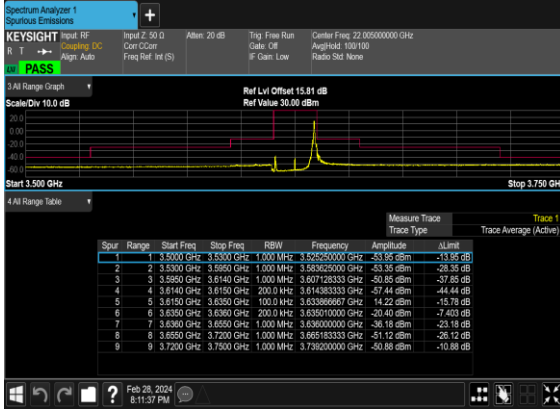 Spectrum Analyzer 1
Spurious Emissions
KEYSIGHT Input: RF Input Z: 50 Ω Atten: 20 dB Trig: Free Run Center Freq: 22.005000000 GHz
R T Coupling: DC Corr CCorr Gate: Off Avg|Hold: 100/100
Align: Auto Freq Ref: Int (S) IF Gain: Low Radio Std: None
PASS
3 All Range Graph
Ref Lvl Offset 15.81 dB
Scale/Div 10.0 dB Ref Value 30.00 dBm
20.0
0.00
-20.0
-40.0
-60.0
Start 3.500 GHz Stop 3.750 GH
4 All Range Table
Measure Trace Trace 1
Trace Type Trace Average (Active)
Spur Range Start Freq Stop Freq RBW Frequency Amplitude ΔLimit
1 1 3.5000 GHz 3.5300 GHz 1.000 MHz 3.525250000 GHz -53.95 dBm -13.95 dB
2 2 3.5300 GHz 3.5950 GHz 1.000 MHz 3.583625000 GHz -53.35 dBm -28.35 dB
3 3 3.5950 GHz 3.6140 GHz 1.000 MHz 3.607128333 GHz -50.85 dBm -37.85 dB
4 4 3.6140 GHz 3.6150 GHz 200.0 kHz 3.614383333 GHz -57.44 dBm -44.44 dB
5 5 3.6150 GHz 3.6350 GHz 100.0 kHz 3.633866667 GHz 14.22 dBm -15.78 dB
6 6 3.6350 GHz 3.6360 GHz 200.0 kHz 3.635010000 GHz -20.40 dBm -7.403 dB
7 7 3.6360 GHz 3.6550 GHz 1.000 MHz 3.636000000 GHz -36.18 dBm -23.18 dB
8 8 3.6550 GHz 3.7200 GHz 1.000 MHz 3.665183333 GHz -51.12 dBm -26.12 dB
9 9 3.7200 GHz 3.7500 GHz 1.000 MHz 3.739200000 GHz -50.88 dBm -10.88 dB
Feb 28, 2024
8:11:37 PM